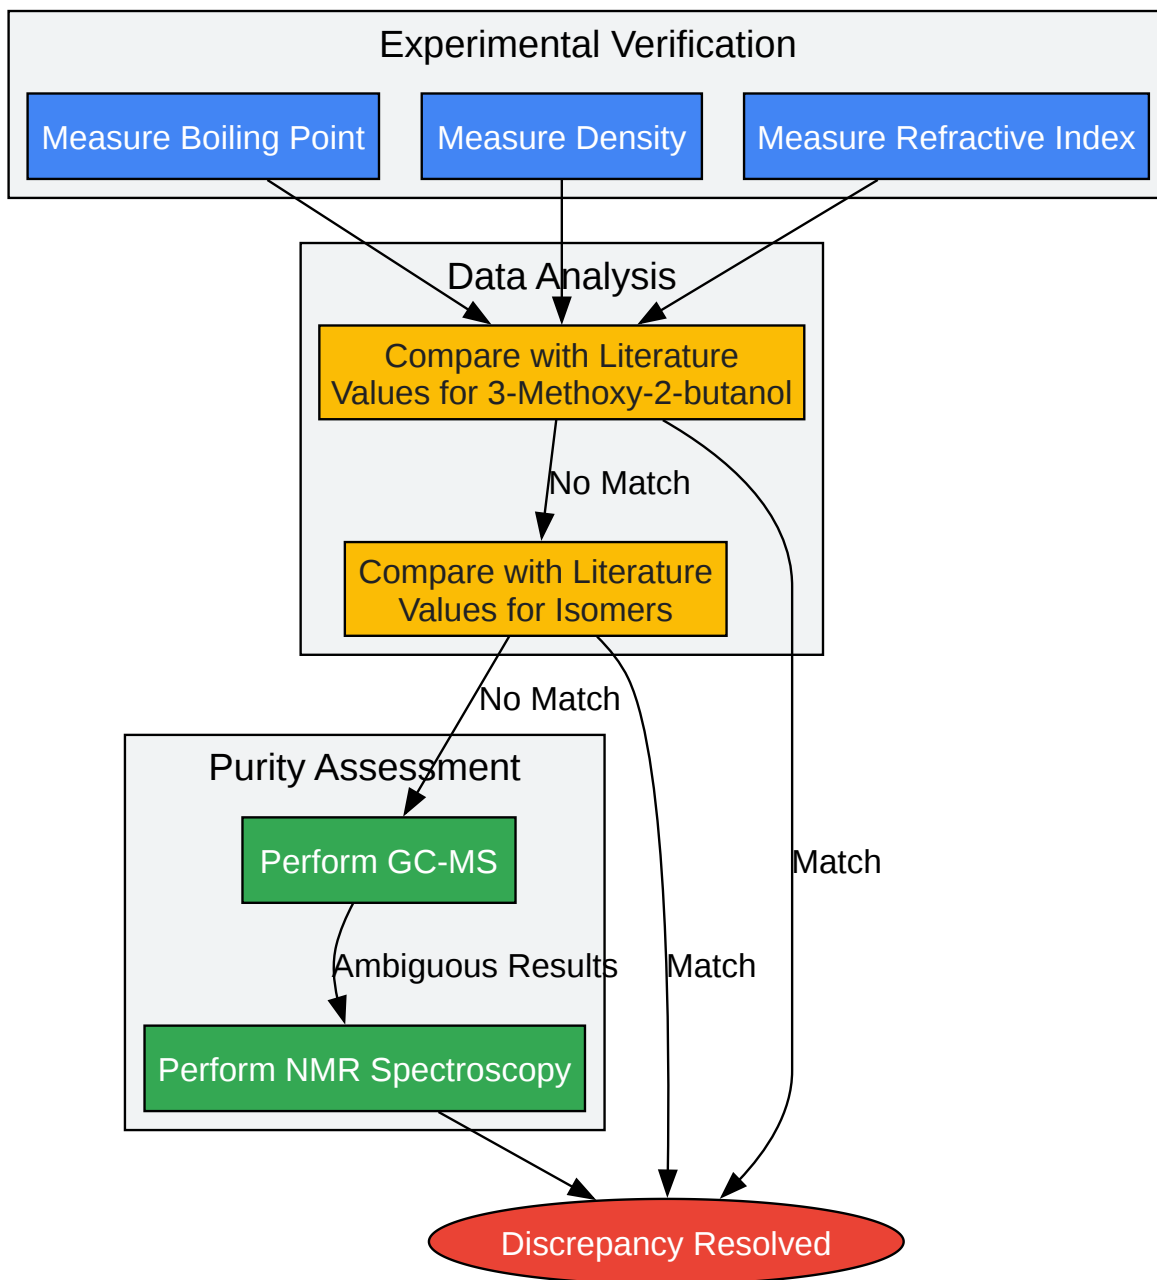 Experimental Verification
Measure Boiling Point
Measure Density
Measure Refractive Index
Data Analysis
Compare with Literature
Values for 3-Methoxy-2-butanol
No Match
Compare with Literature
Values for Isomers
No Match
Purity Assessment
Perform GC-MS
Match
Ambiguous Results
Match
Perform NMR Spectroscopy
Discrepancy Resolved